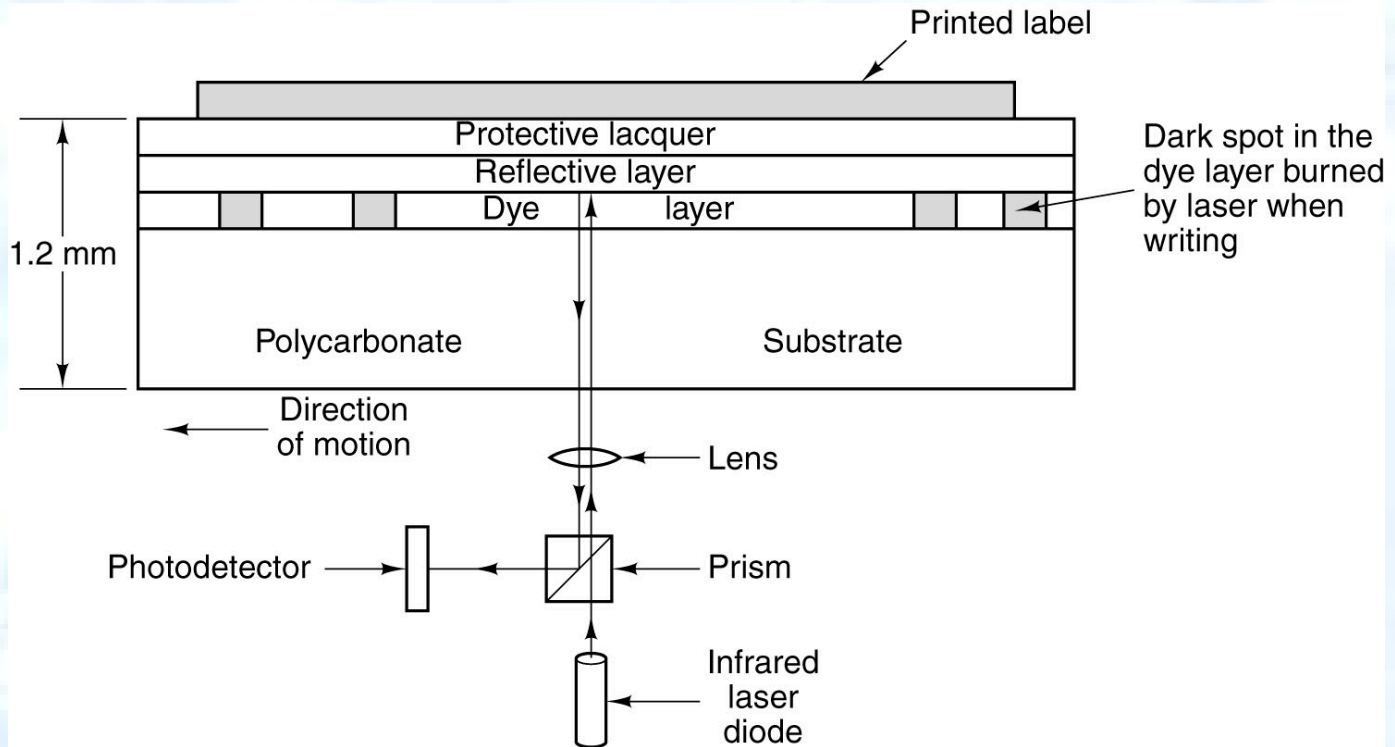 Printed label
Protective lacquer
Reflective layer
Dye layer
Dark spot in the
dye layer burned
by laser when
writing
1.2 mm
Polycarbonate Substrate
Direction
of motion
Lens
Photodetector
Prism
Infrared
laser
diode